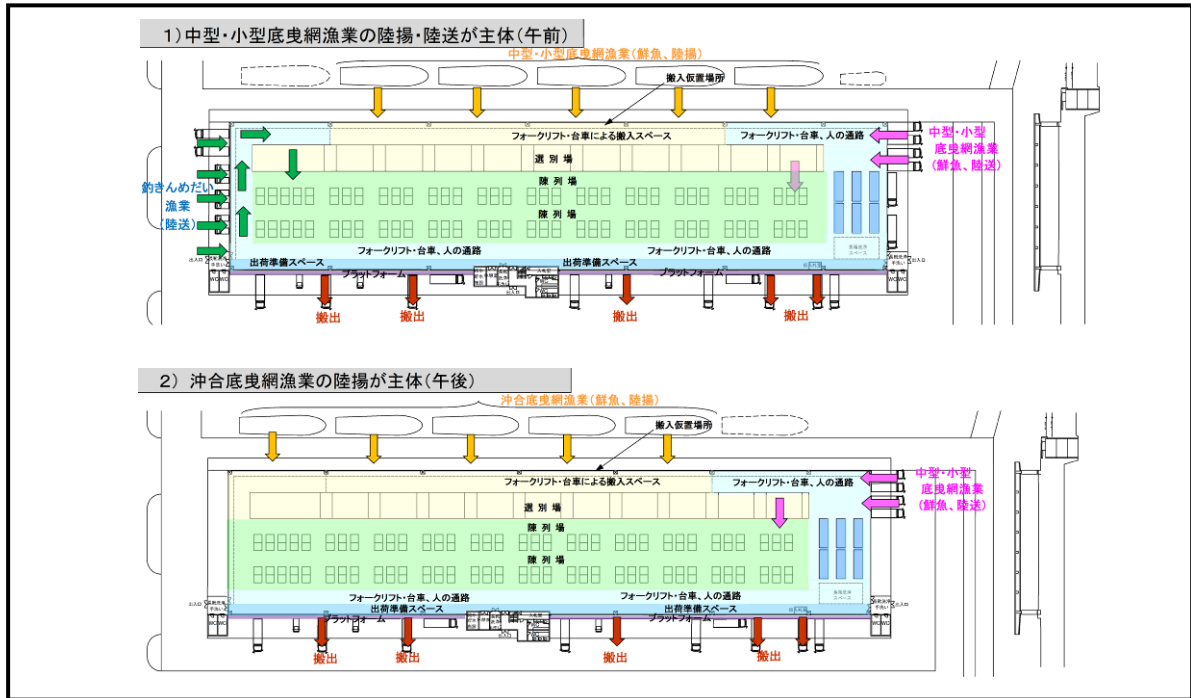 1)中型・小型底曳網漁業の陸揚・陸送が主体(午前)
中型・小型底曳網漁業(鮮魚、陸揚)
搬入仮置場所
フォークリフト・台車による搬入スペース
フォークリフト・台車、人の通路
中型・小型
底曳網漁業
(鮮魚、陸送)
選別場
陳列場
釣きんめだい
漁業
(陸送)
陳列場
フォークリフト・台車、人の通路
フォークリフト・台車、人の通路
出入口
出入口
出荷準備スペース
出荷準備スペース
プラットフォーム
プラットフォーム
搬出
搬出
搬出
搬出
2) 沖合底曳網漁業の陸揚が主体(午後)
沖合底曳網漁業(鮮魚、陸揚)
搬入仮置場所
フォークリフト・台車による搬入スペース
フォークリフト・台車、人の通路
中型・小型
底曳網漁業
(鮮魚、陸送)
選別場
陳列場
陳列場
フォークリフト・台車、人の通路
フォークリフト・台車、人の通路
出入口
出入口
出荷準備スペース
出荷準備スペース
プラットフォーム
プラットフォーム
搬出
搬出
搬出
搬出